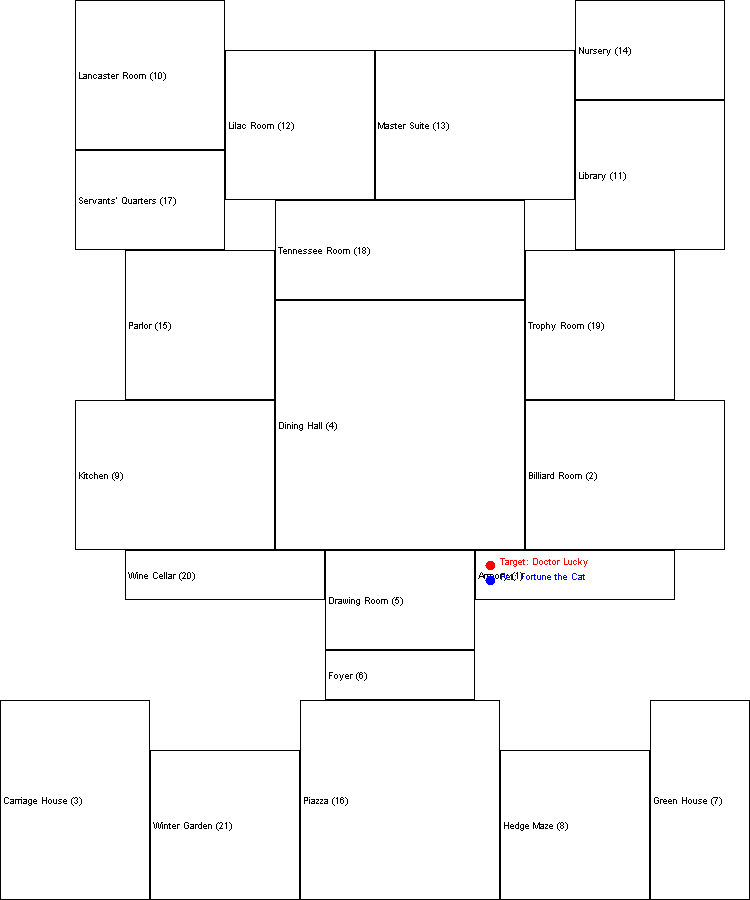 Nursery (14)
Lancaster Room (10)
Lilac Room (12)
Master Suite (13)
Library (11)
Servants' Quarters (17)
Tennessee Room (18)
Parlor (15)
Trophy Room (19)
Dining Hall (4)
Kitchen (9)
Billiard Room (2)
Target: Doctor Lucky
Wine Cellar (20)
Fortune the Cat
Drawing Room (5)
Foyer (6)
Carriage House (3)
Piazza (16)
Green House (7)
Winter Garden (21)
Hedge Maze (8)